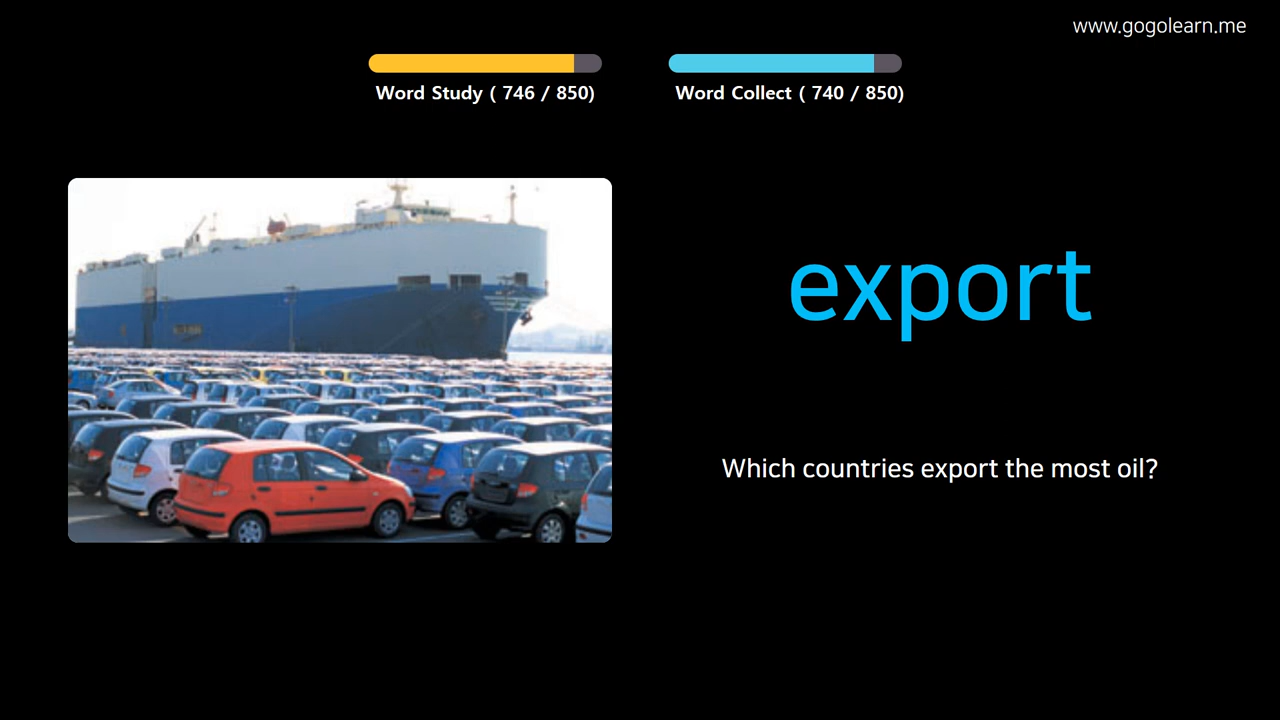 www.gogolearn.me
Word Study ( 746 / 850)
Word Collect ( 740 / 850)
export
Which countries export the most oil?